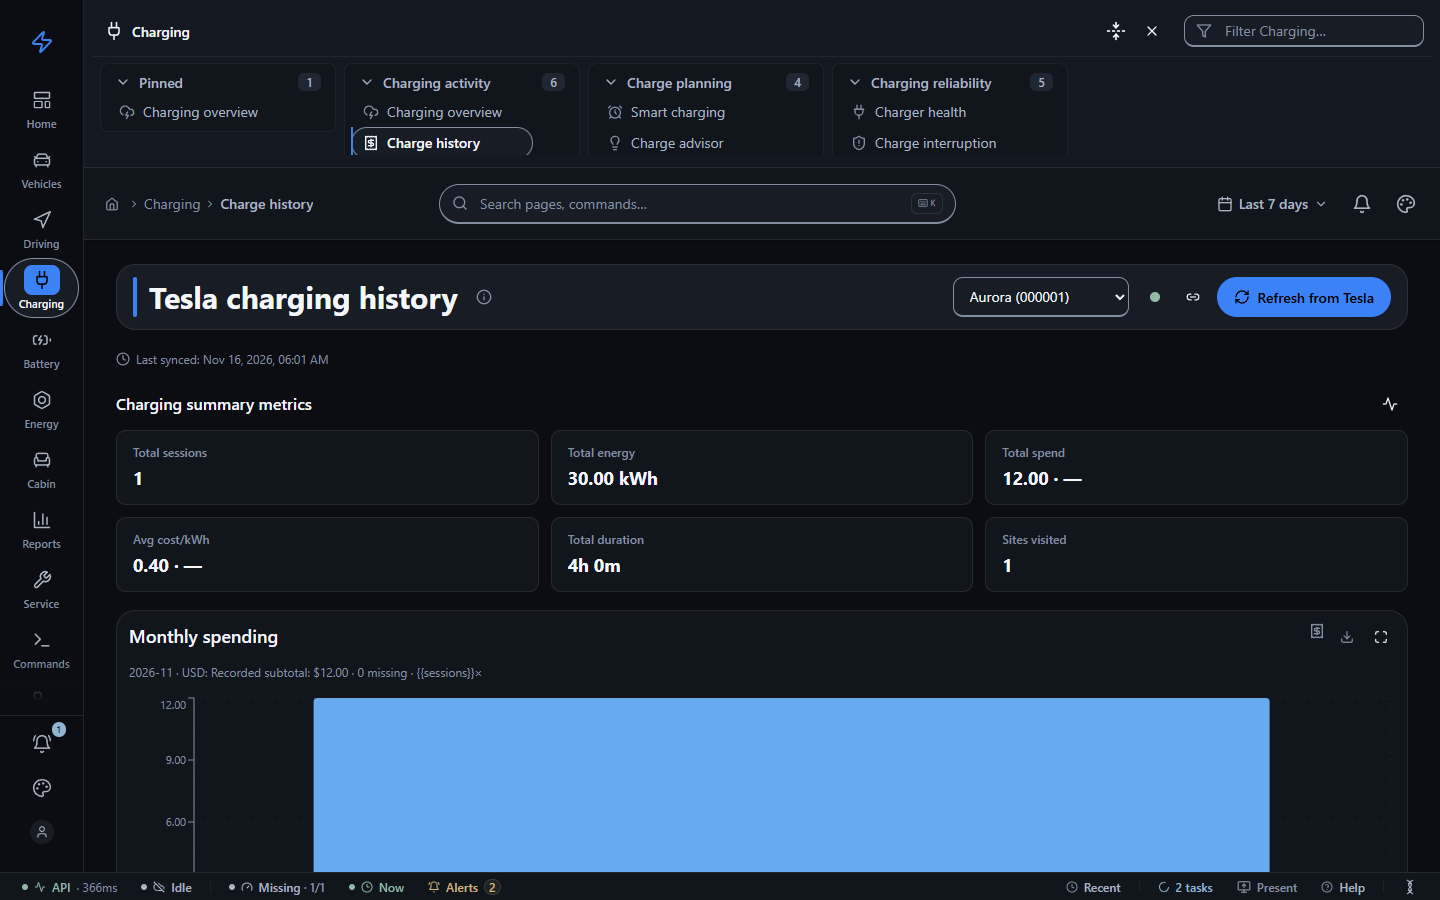 Charging
Filter Charging...
Pinned 1
Charging overview
Charging activity 6
Charging overview
Charge history
Charge planning 4
Smart charging
Charge advisor
Charging reliability 5
Charger health
Charge interruption
Home
Vehicles
Driving
Charging
Battery
Energy
Cabin
Reports
Service
Commands
1
Charging
Charge history
Search pages, commands...
K
Last 7 days
Tesla charging history
Aurora (000001)
Refresh from Tesla
Last synced: Nov 16, 2026, 06:01 AM
Charging summary metrics
Total sessions
1
Total energy
30.00 kWh
Total spend
12.00 · —
Avg cost/kWh
0.40 · —
Total duration
4h 0m
Sites visited
1
Monthly spending
2026-11 · USD: Recorded subtotal: $12.00 · 0 missing · {{sessions}}×
12.00
9.00
6.00
API · 366ms
Idle
Missing · 1/1
Now
Alerts 2
Recent
2 tasks
Present
Help